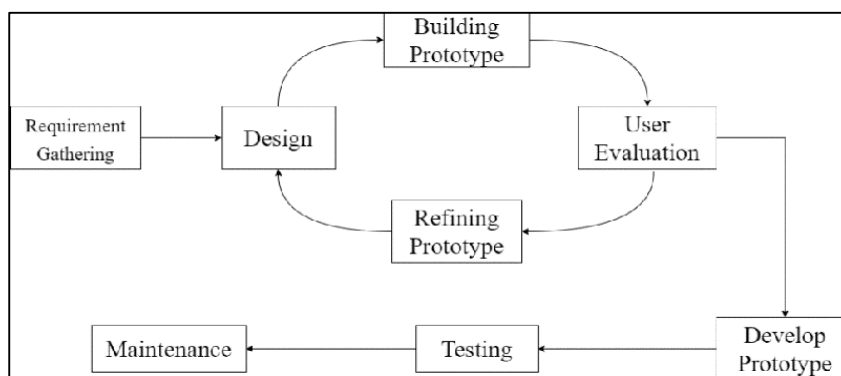 Building
Prototype
Requirement
Gathering
Design
User
Evaluation
Refining
Prototype
Maintenance
Testing
Develop
Prototype